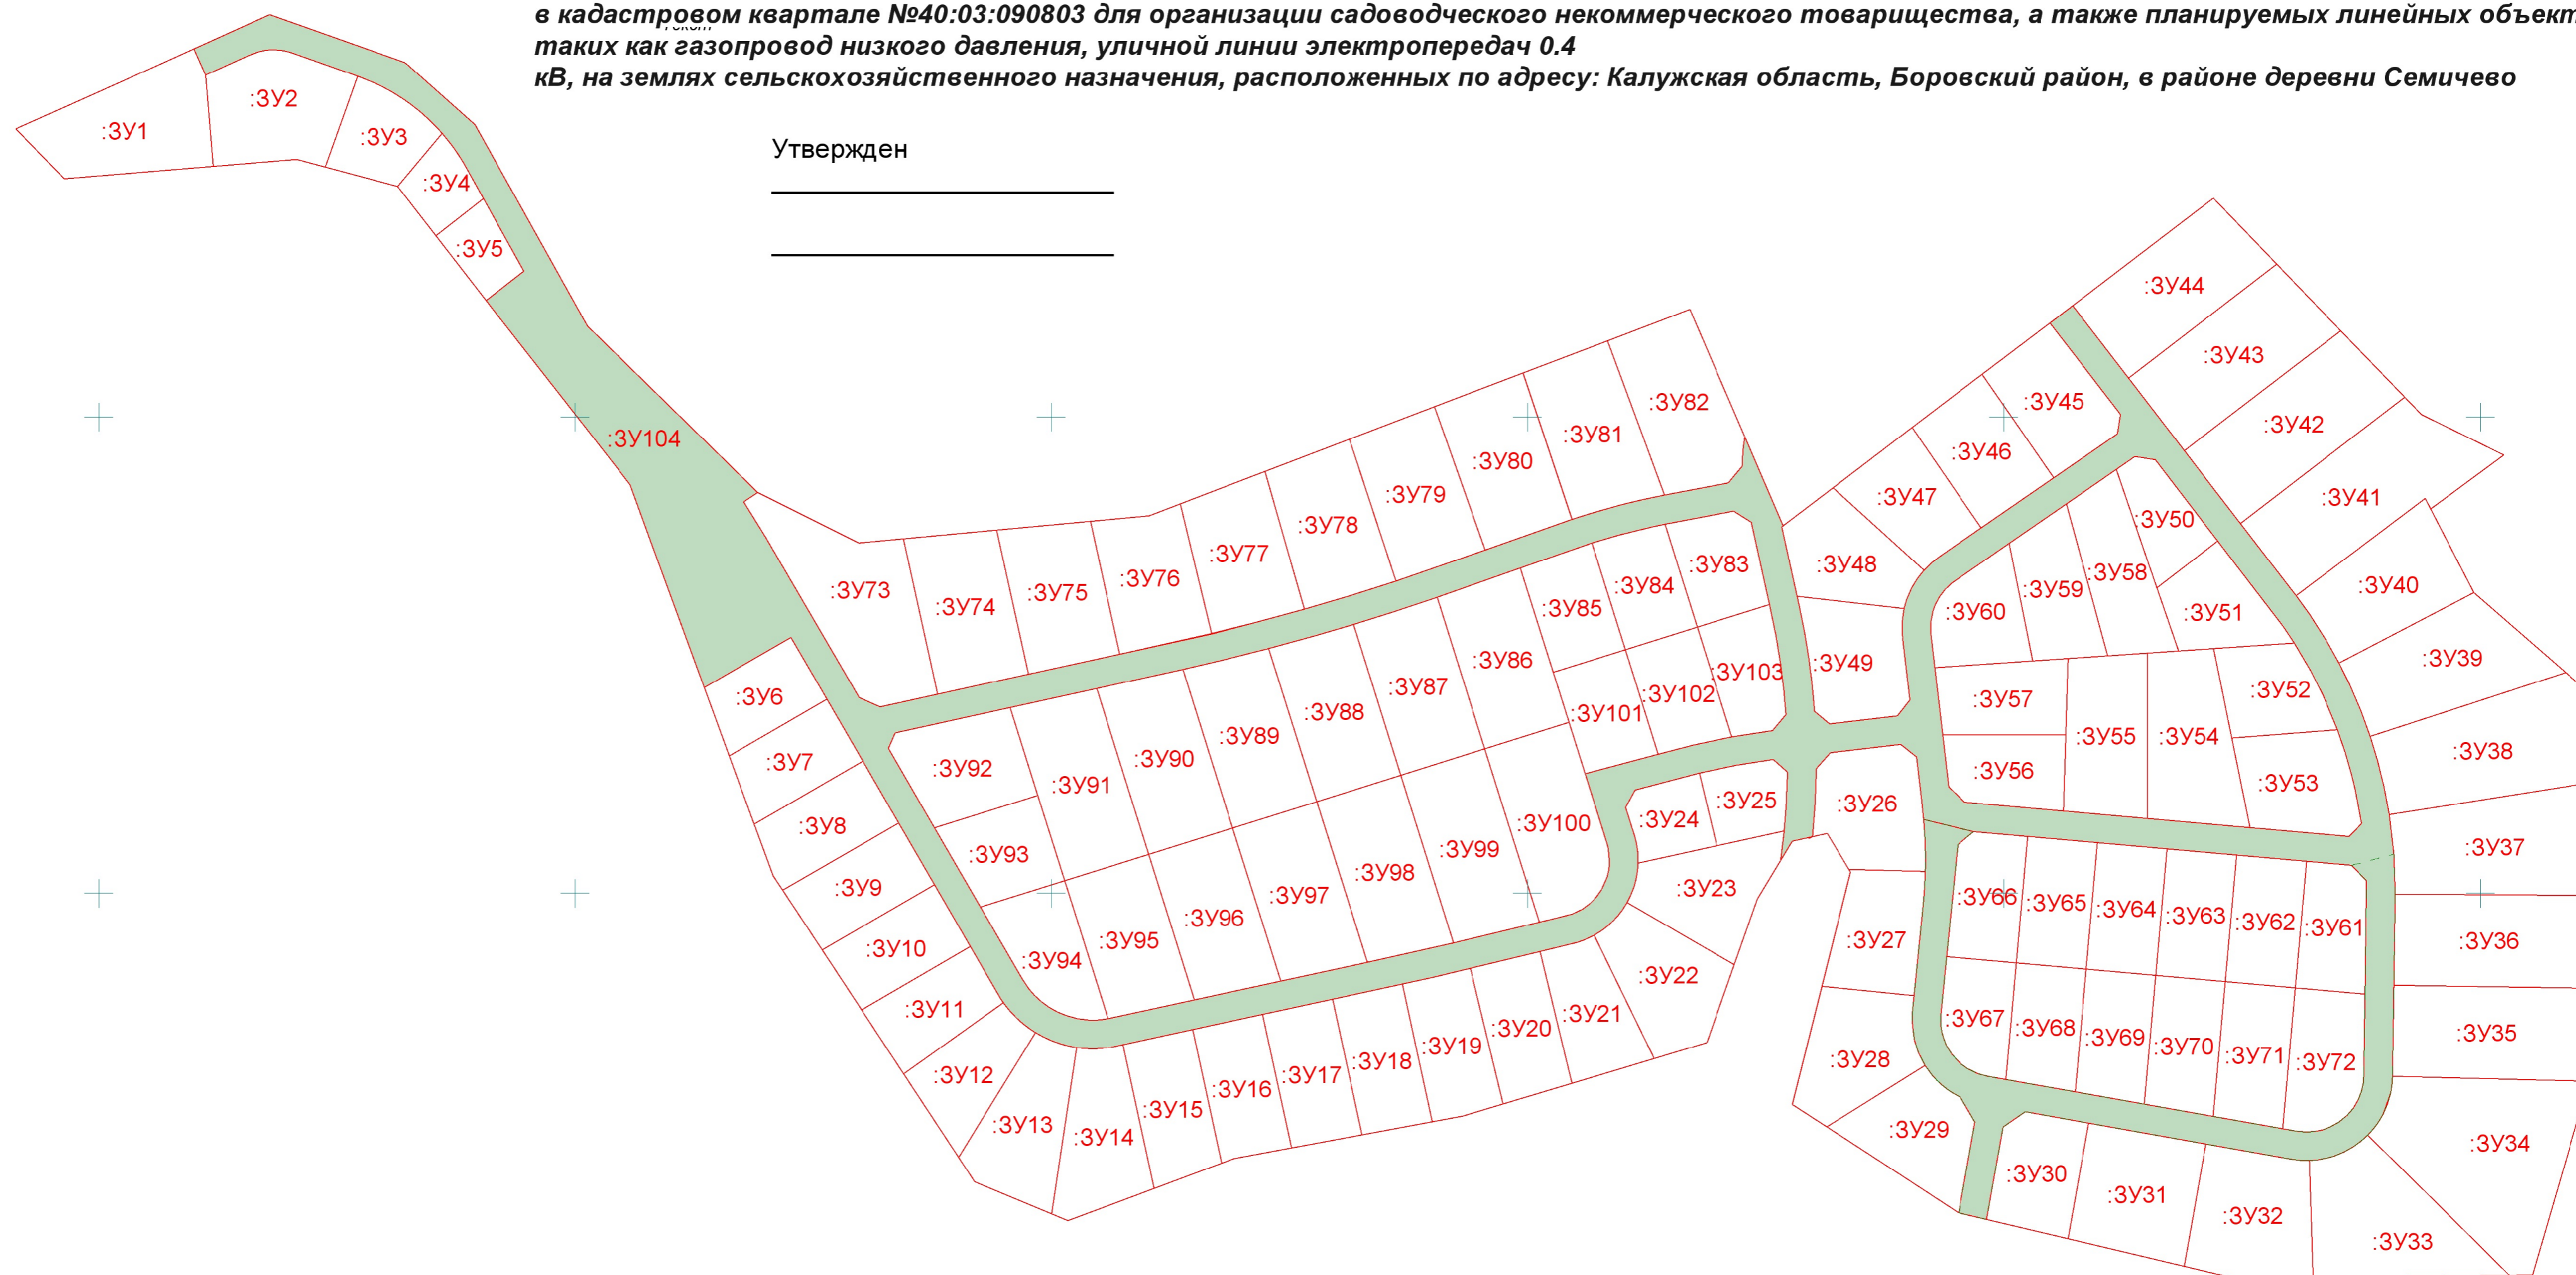 в кадастровом квартале №40:03:090803 для организации садоводческого некоммерческого товарищества, а также планируемых линейных объект
таких как газопровод низкого давления, уличной линии электропередач 0.4
кВ, на землях сельскохозяйственного назначения, расположенных по адресу: Калужская область, Боровский район, в районе деревни Семичево
Утвержден
:ЗУ1
:ЗУ2
:ЗУ3
:ЗУ4
:ЗУ5
:ЗУ104
:ЗУ6
:ЗУ7
:ЗУ8
:ЗУ9
:ЗУ10
:ЗУ11
:ЗУ12
:ЗУ13
:ЗУ14
:ЗУ15
:ЗУ16
:ЗУ17
:ЗУ18
:ЗУ19
:ЗУ20
:ЗУ21
:ЗУ22
:ЗУ23
:ЗУ24
:ЗУ25
:ЗУ26
:ЗУ27
:ЗУ28
:ЗУ29
:ЗУ30
:ЗУ31
:ЗУ32
:ЗУ33
:ЗУ34
:ЗУ35
:ЗУ36
:ЗУ37
:ЗУ38
:ЗУ39
:ЗУ40
:ЗУ41
:ЗУ42
:ЗУ43
:ЗУ44
:ЗУ45
:ЗУ46
:ЗУ47
:ЗУ48
:ЗУ49
:ЗУ50
:ЗУ51
:ЗУ52
:ЗУ53
:ЗУ54
:ЗУ55
:ЗУ56
:ЗУ57
:ЗУ58
:ЗУ59
:ЗУ60
:ЗУ61
:ЗУ62
:ЗУ63
:ЗУ64
:ЗУ65
:ЗУ66
:ЗУ67
:ЗУ68
:ЗУ69
:ЗУ70
:ЗУ71
:ЗУ72
:ЗУ73
:ЗУ74
:ЗУ75
:ЗУ76
:ЗУ77
:ЗУ78
:ЗУ79
:ЗУ80
:ЗУ81
:ЗУ82
:ЗУ83
:ЗУ84
:ЗУ85
:ЗУ86
:ЗУ87
:ЗУ88
:ЗУ89
:ЗУ90
:ЗУ91
:ЗУ92
:ЗУ93
:ЗУ94
:ЗУ95
:ЗУ96
:ЗУ97
:ЗУ98
:ЗУ99
:ЗУ100
:ЗУ101
:ЗУ102
:ЗУ103